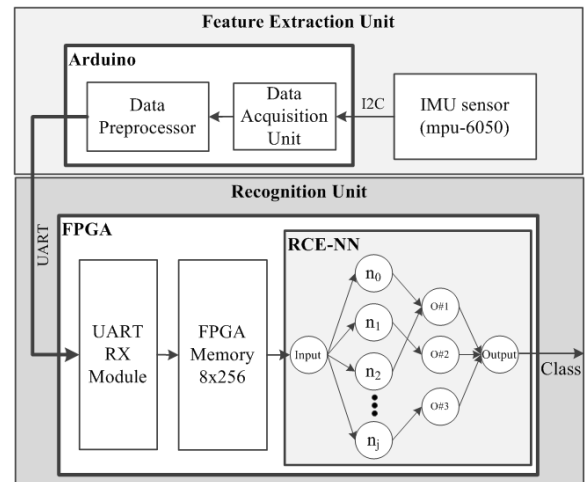 Feature Extraction Unit
Arduino
Data
Preprocessor
Data
Acquisition
Unit
I2C
IMU sensor
(mpu-6050)
UART
Recognition Unit
FPGA
UART
RX
Module
FPGA
Memory
8x256
RCE-NN
Input
n0
n1
n2
nj
O#1
O#2
O#3
Output
Class